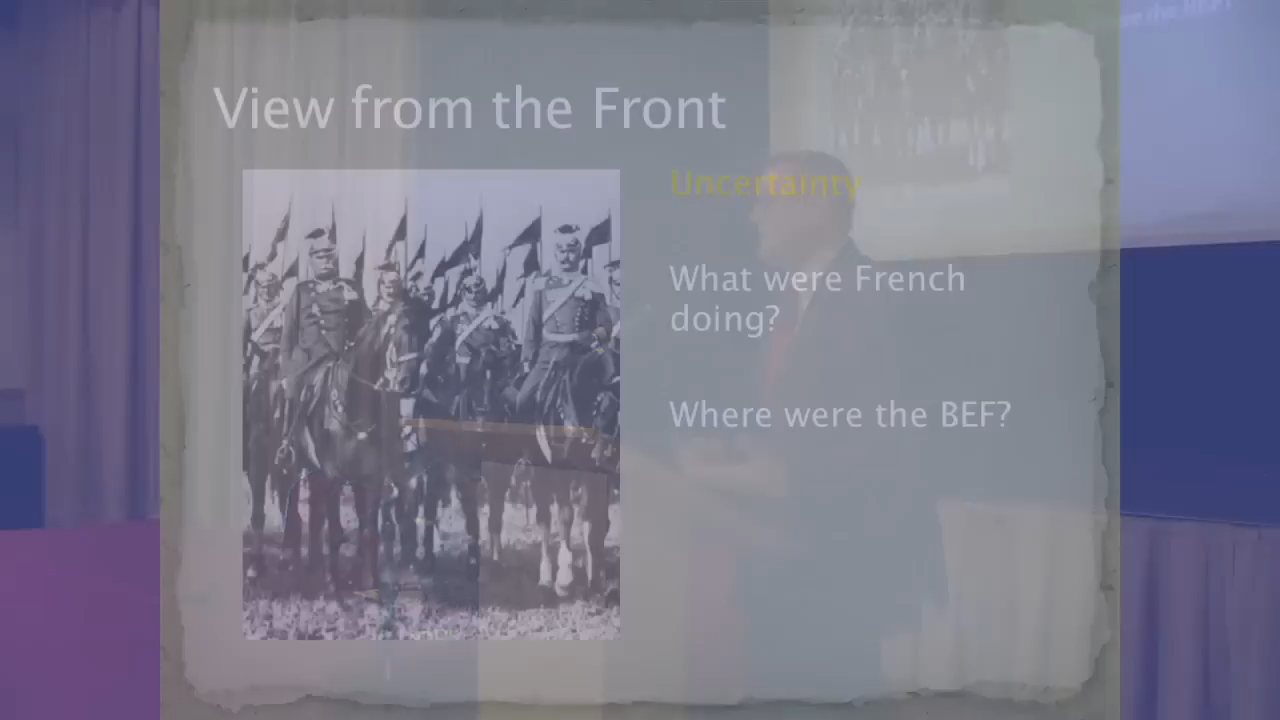 View from the Front
Uncertainty
What were French
doing?
Where were the BEF?